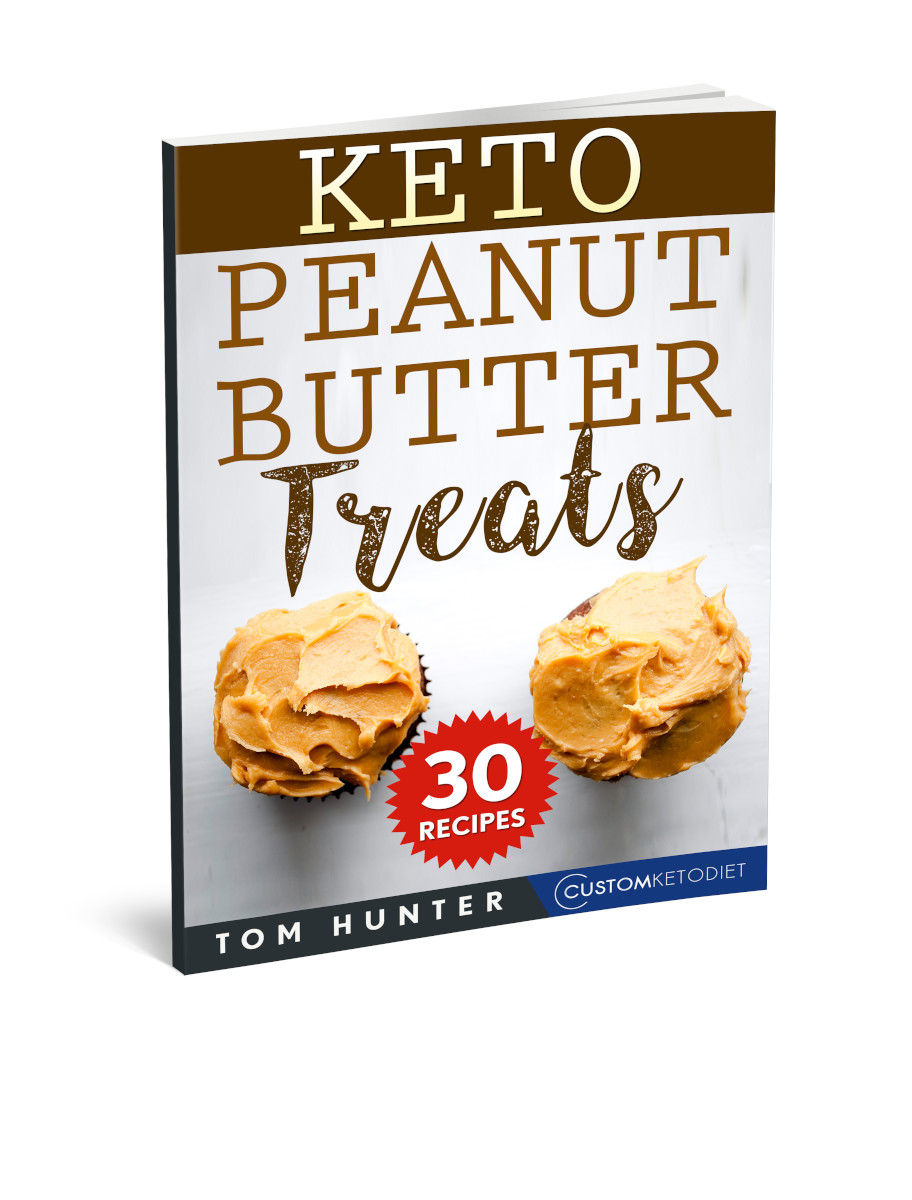 KETO
PEANUT
BUTTER
Treats
30
RECIPES
TOM HUNTER
CUSTOMKETODIET